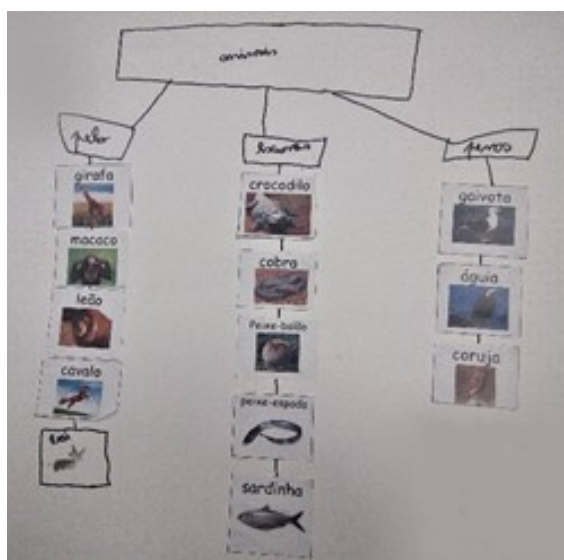 animais
pelo
escamas
penas
girafa
macaco
leão
cavalo
crocodilo
cobra
Peixe-balão
peixe-espada
sardinha
gaivota
águia
coruja